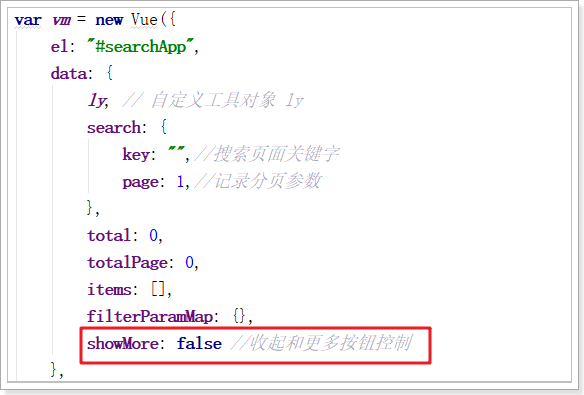 var vm = new Vue({
el: "#searchApp",
data: {
ly, // 自定义工具对象 ly
search: {
key: "",//搜索页面关键字
page: 1,//记录分页参数
},
total: 0,
totalPage: 0,
items: [],
filterParamMap: {},
showMore: false //收起和更多按钮控制
},